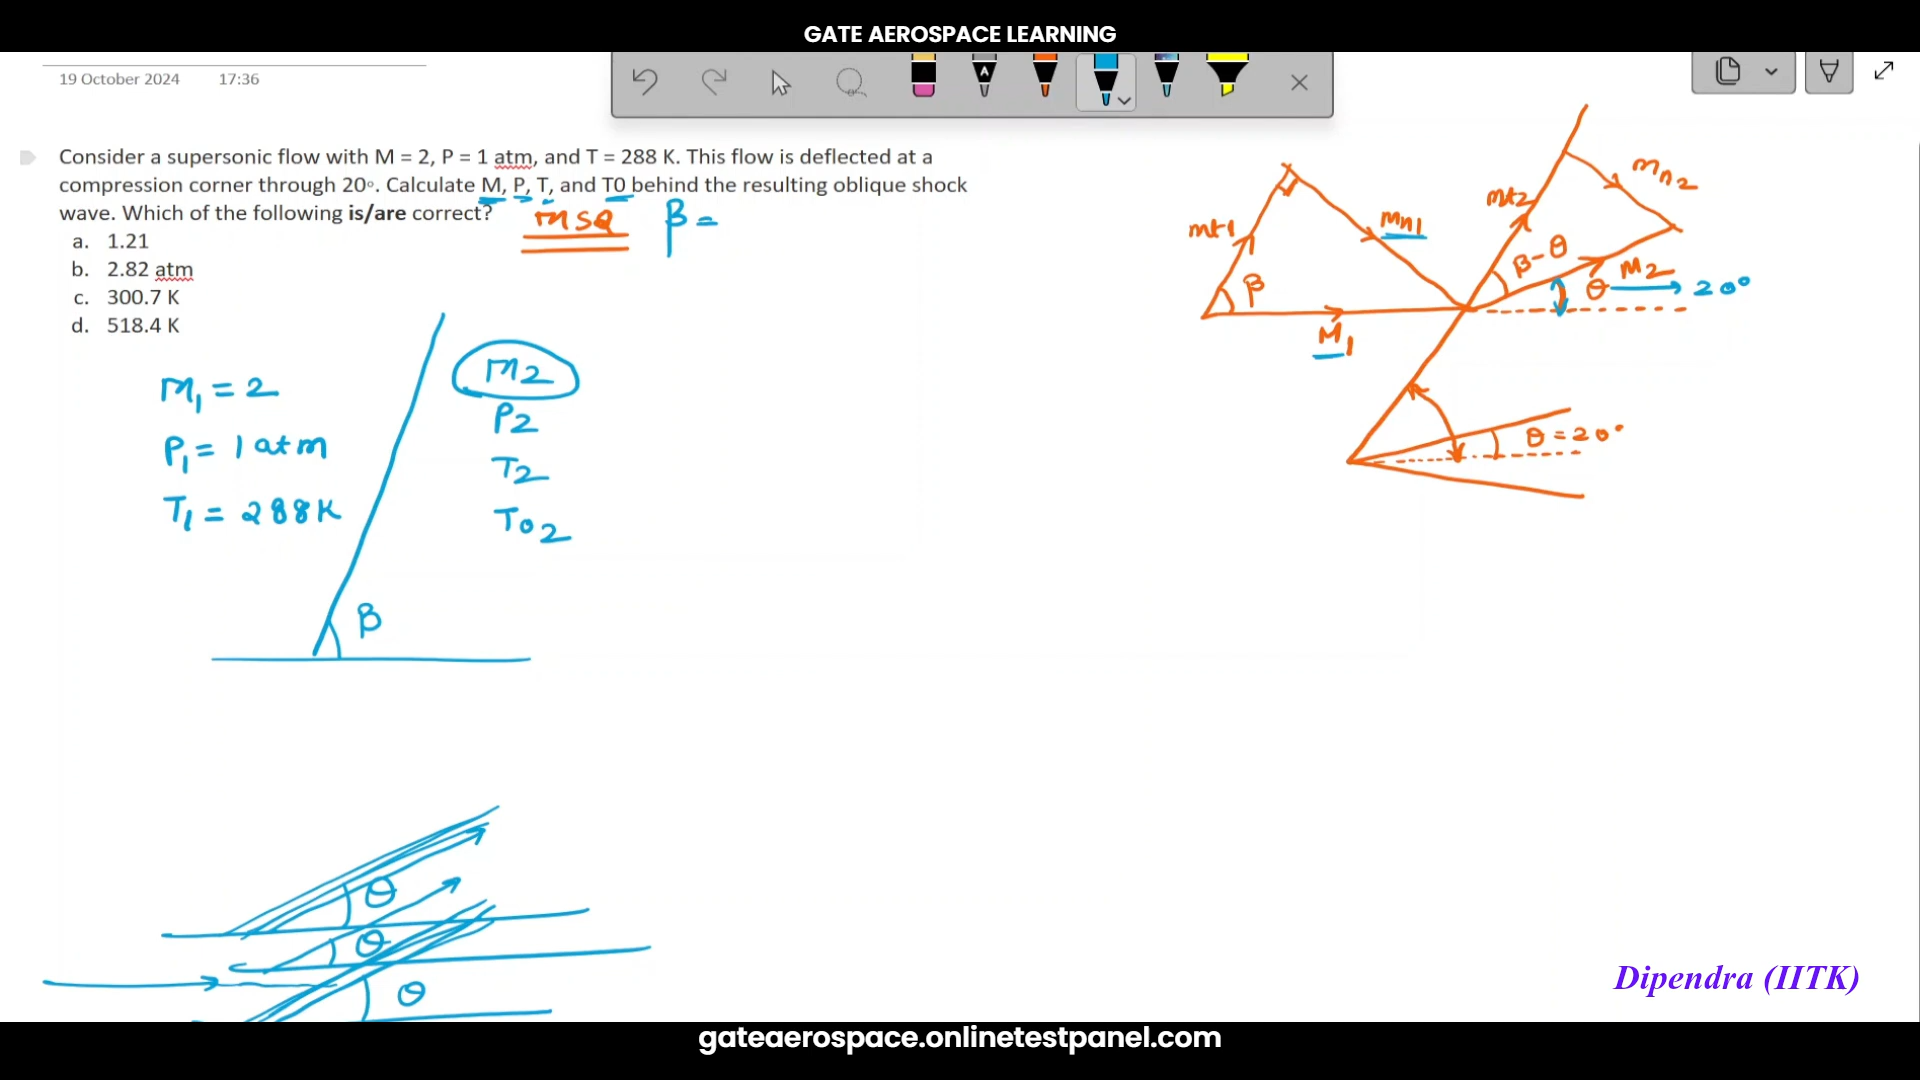 GATE AEROSPACE LEARNING
19 October 2024 17:36
Consider a supersonic flow with M = 2, P = 1 atm, and T = 288 K. This flow is deflected at a
compression corner through 20°. Calculate M, P, T, and T0 behind the resulting oblique shock
wave. Which of the following is/are correct?
MSQ β =
a. 1.21
b. 2.82 atm
c. 300.7 K
d. 518.4 K
M₁ = 2
P₁ = 1 atm
T₁ = 288K
M2
P2
T2
To2
β
θ
θ
θ
Mt1
Mn1
β
M₁
Mt2
Mn2
β-θ
M2
θ
20°
θ = 20°
Dipendra (IITK)
gateaerospace.onlinetestpanel.com